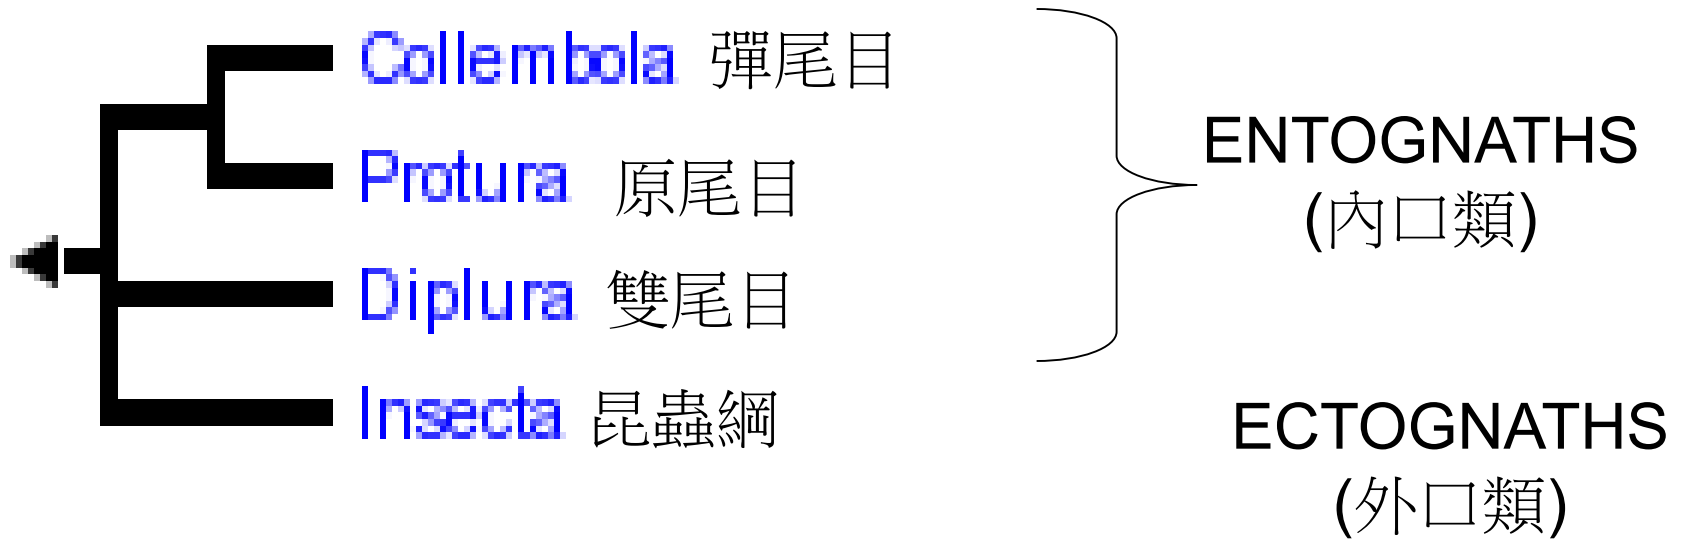 Collembola 彈尾目
Protura 原尾目
Diplura 雙尾目
Insecta 昆蟲綱
ENTOGNATHS
(內口類)
ECTOGNATHS
(外口類)